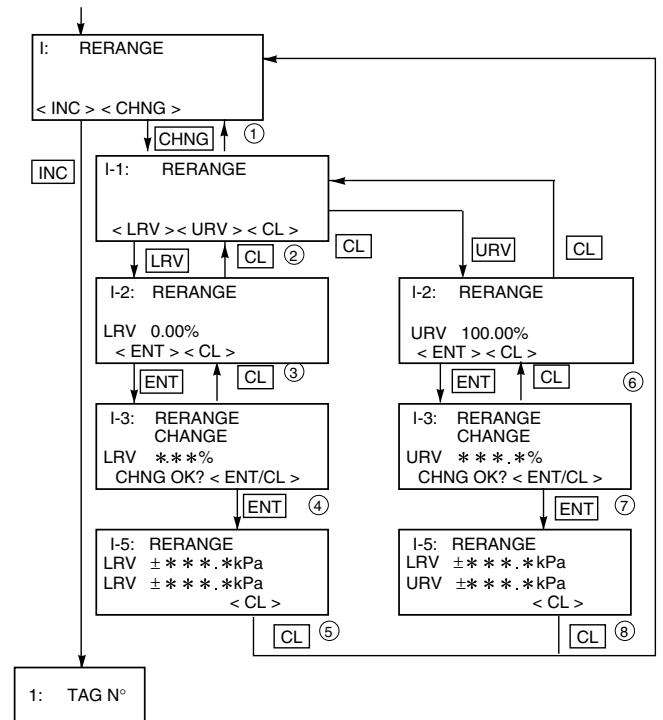 I: RERANGE
< INC > < CHNG >
CHNG
①
INC
I-1: RERANGE
< LRV >< URV > < CL >
LRV
CL
②
CL
URV
CL
I-2: RERANGE
LRV 0.00%
< ENT > < CL >
I-2: RERANGE
URV 100.00%
< ENT > < CL >
ENT
CL
③
ENT
CL
⑥
I-3: RERANGE
CHANGE
LRV *.**%
CHNG OK? < ENT/CL >
I-3: RERANGE
CHANGE
URV ***.*%
CHNG OK? < ENT/CL >
ENT
④
ENT
⑦
I-5: RERANGE
LRV ±***.*kPa
LRV ±***.*kPa
< CL >
I-5: RERANGE
LRV ±***.*kPa
URV ±***.*kPa
< CL >
CL
⑤
CL
⑧
1: TAG N°